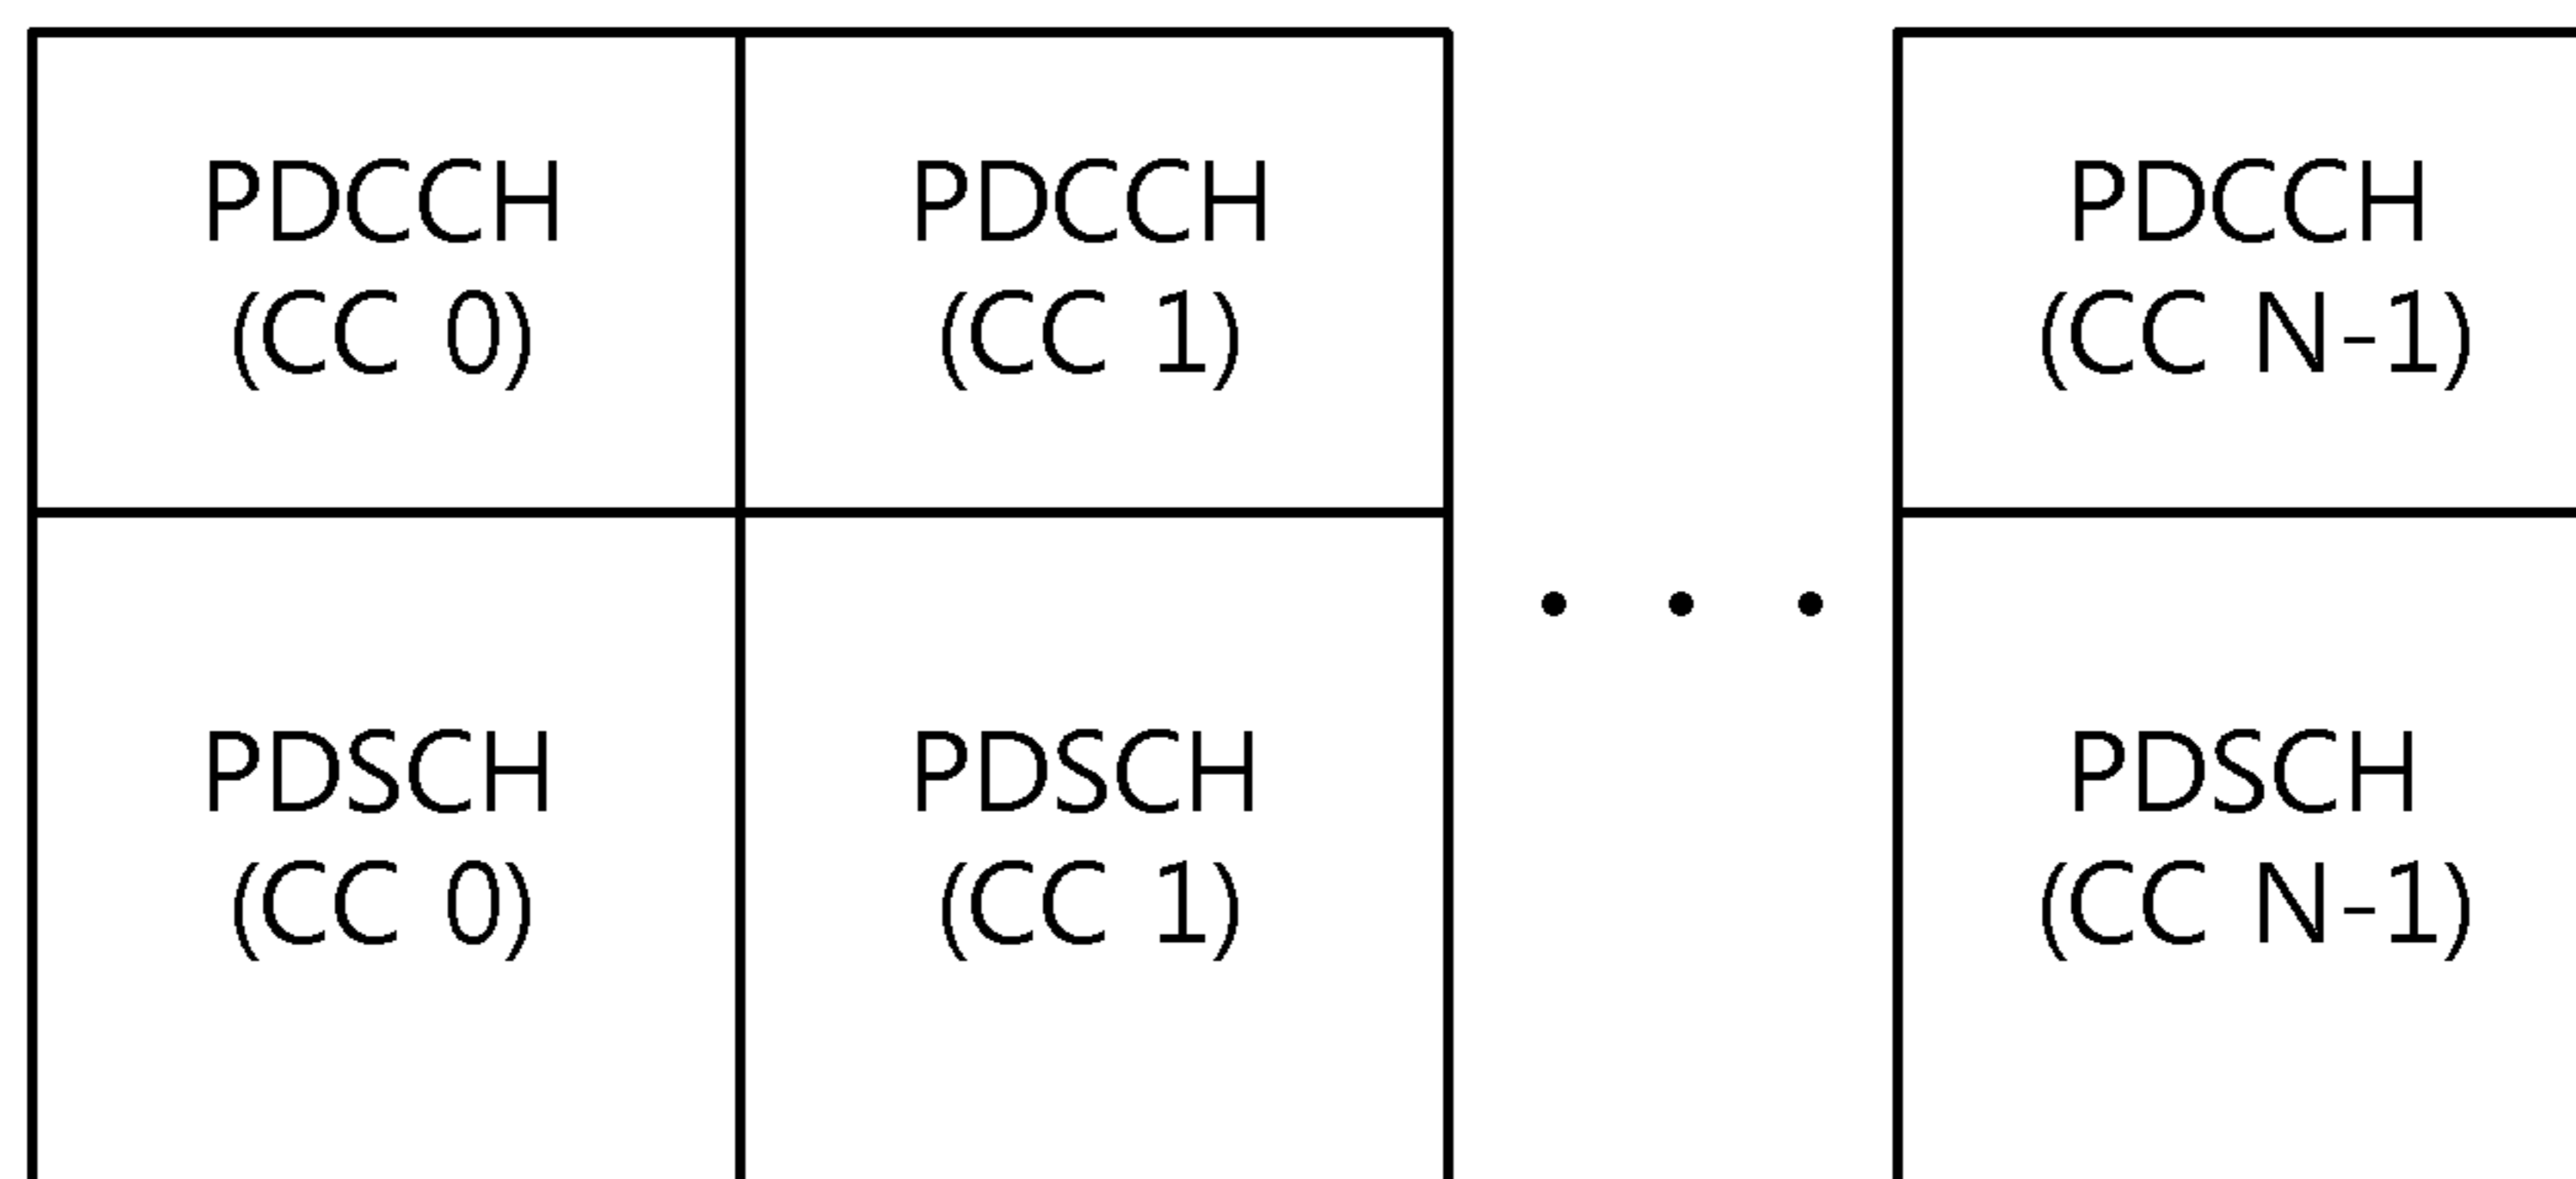 PDCCH
(CC 0)
PDCCH
(CC 1)
PDCCH
(CC N-1)
PDSCH
(CC 0)
PDSCH
(CC 1)
PDSCH
(CC N-1)